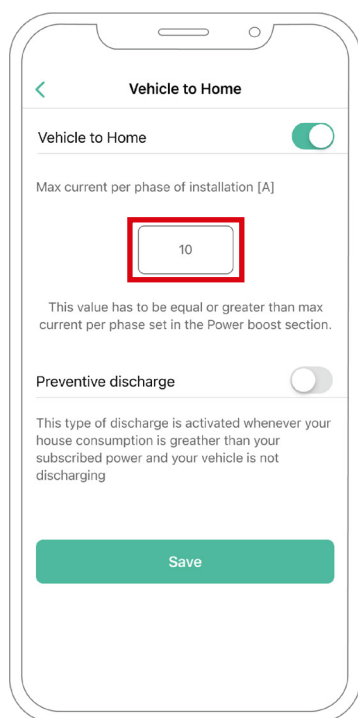 Vehicle to Home
Vehicle to Home
Max current per phase of installation [A]
10
This value has to be equal or greater than max
current per phase set in the Power boost section.
Preventive discharge
This type of discharge is activated whenever your
house consumption is greather than your
subscribed power and your vehicle is not
discharging
Save